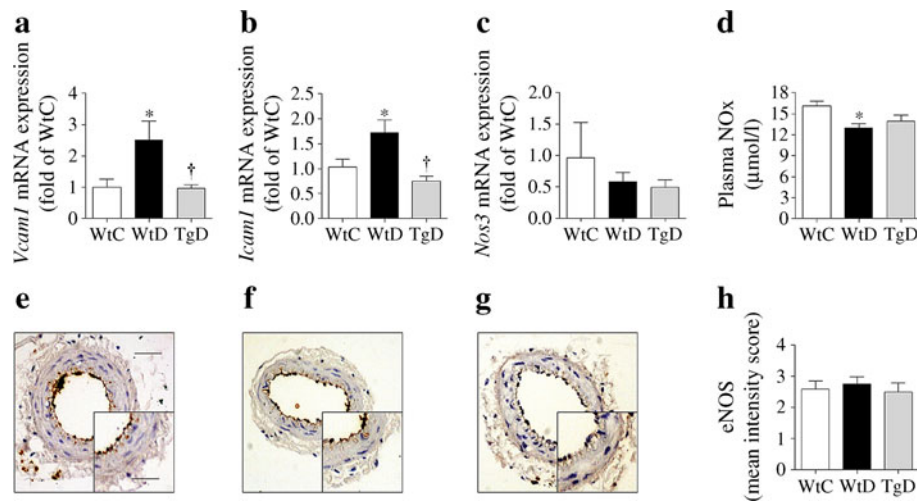 a
Vcam1 mRNA expression
(fold of WtC)
4
3
2
1
0
*
†
WtC WtD TgD
b
Icam1 mRNA expression
(fold of WtC)
2.5
2.0
1.5
1.0
0.5
0.0
*
†
WtC WtD TgD
c
Nos3 mRNA expression
(fold of WtC)
2.0
1.5
1.0
0.5
0.0
WtC WtD TgD
d
Plasma NOx
(µmol/l)
18
15
12
9
6
3
0
*
WtC WtD TgD
e
f
g
h
eNOS
(mean intensity score)
4
3
2
1
0
WtC WtD TgD